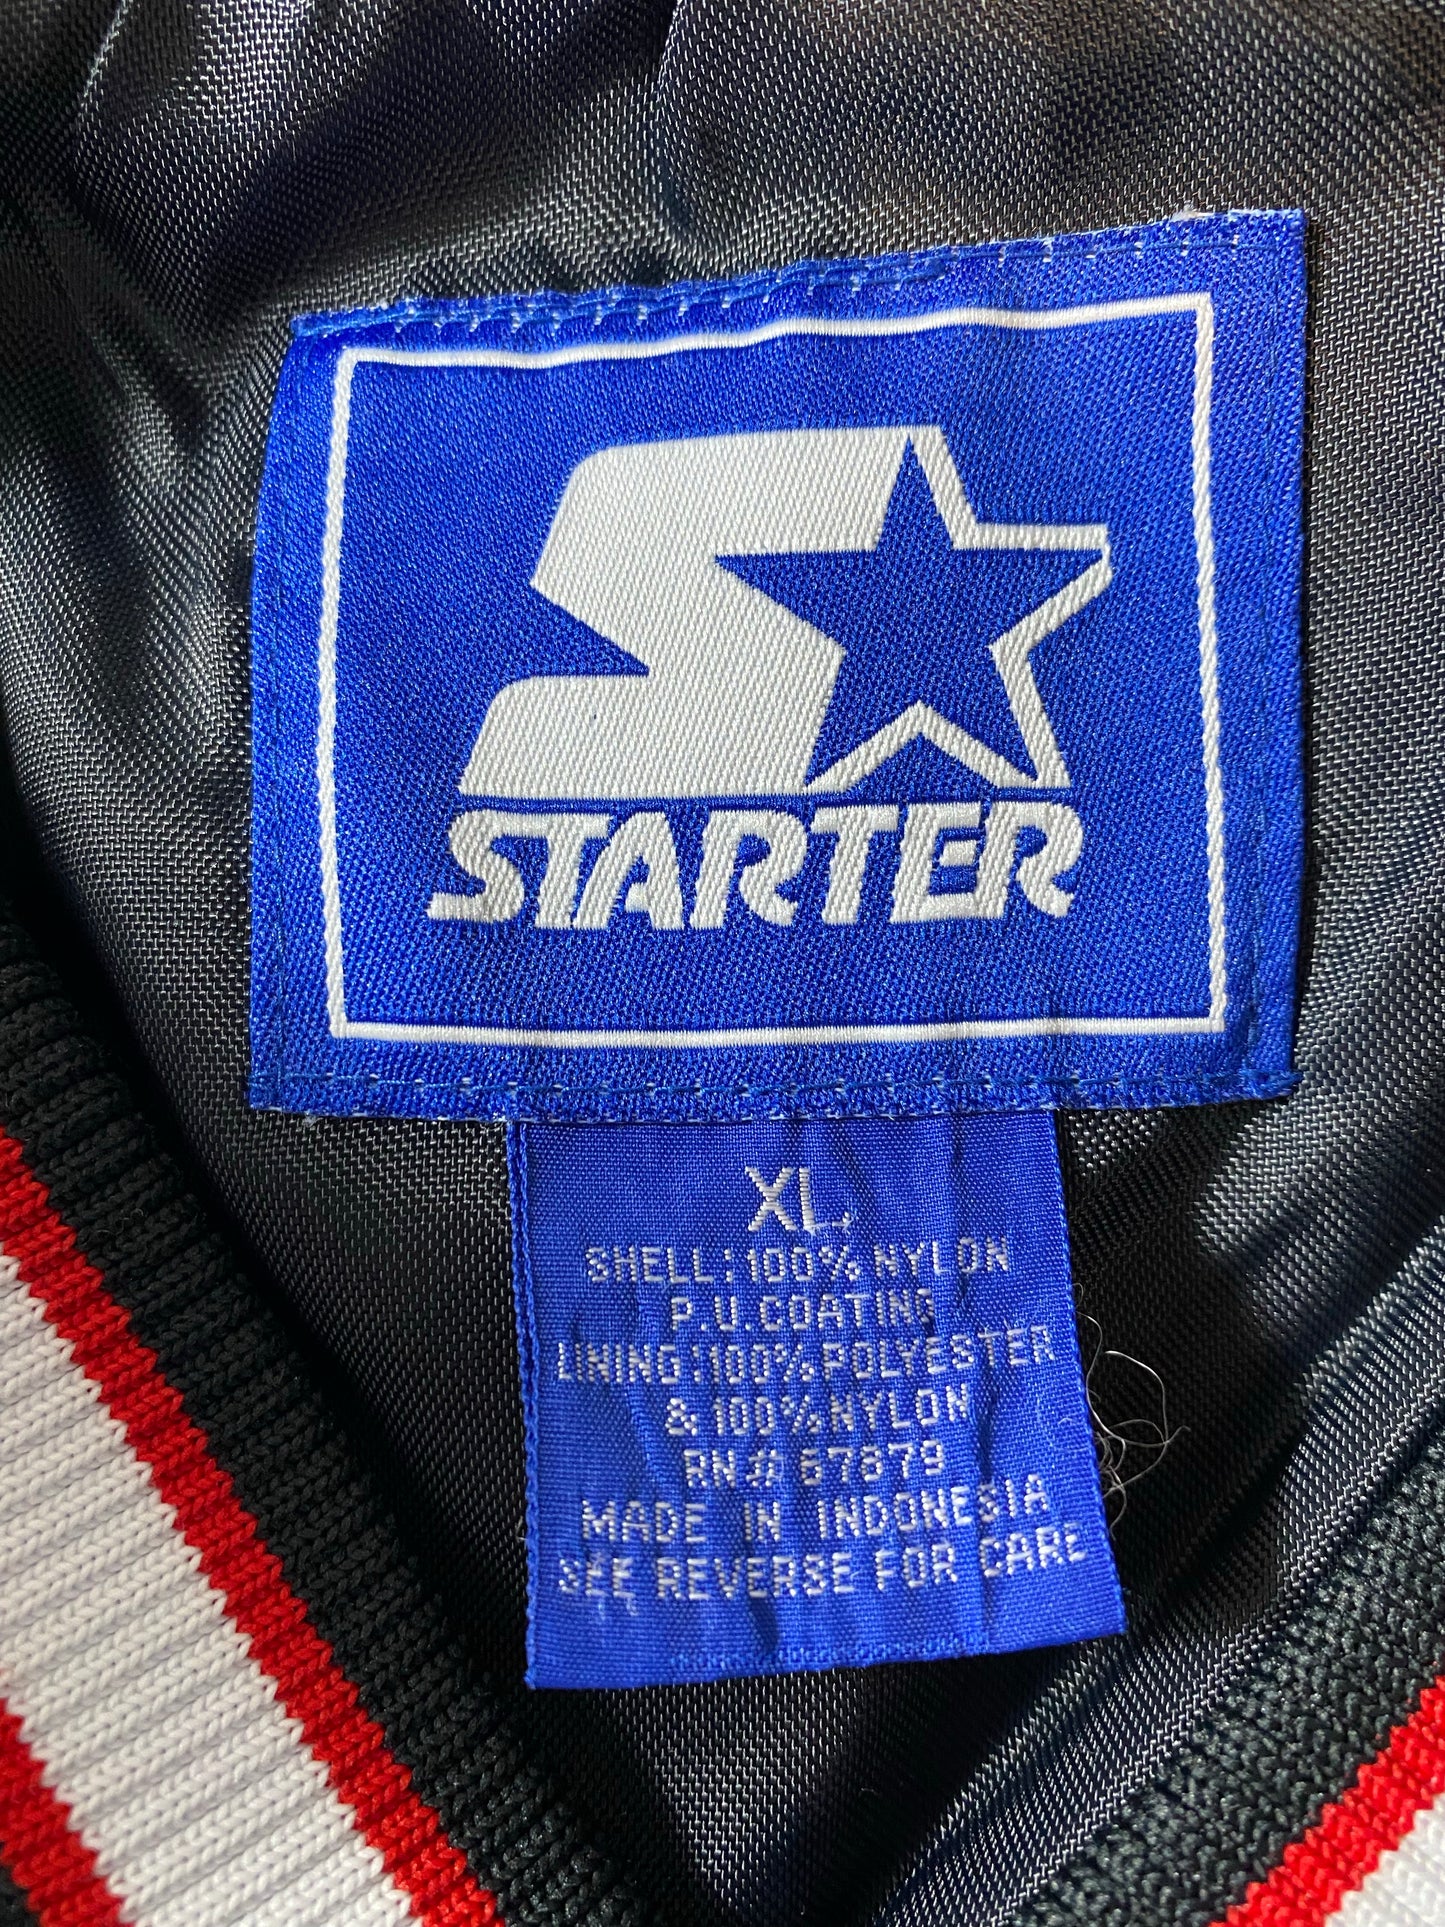 STARTER
XL
SHELL:100% NYLON
P.U.COATING
LINING:100%POLYESTER
& 100%NYLON
RN# 67879
MADE IN INDONESIA
SEE REVERSE FOR CARE